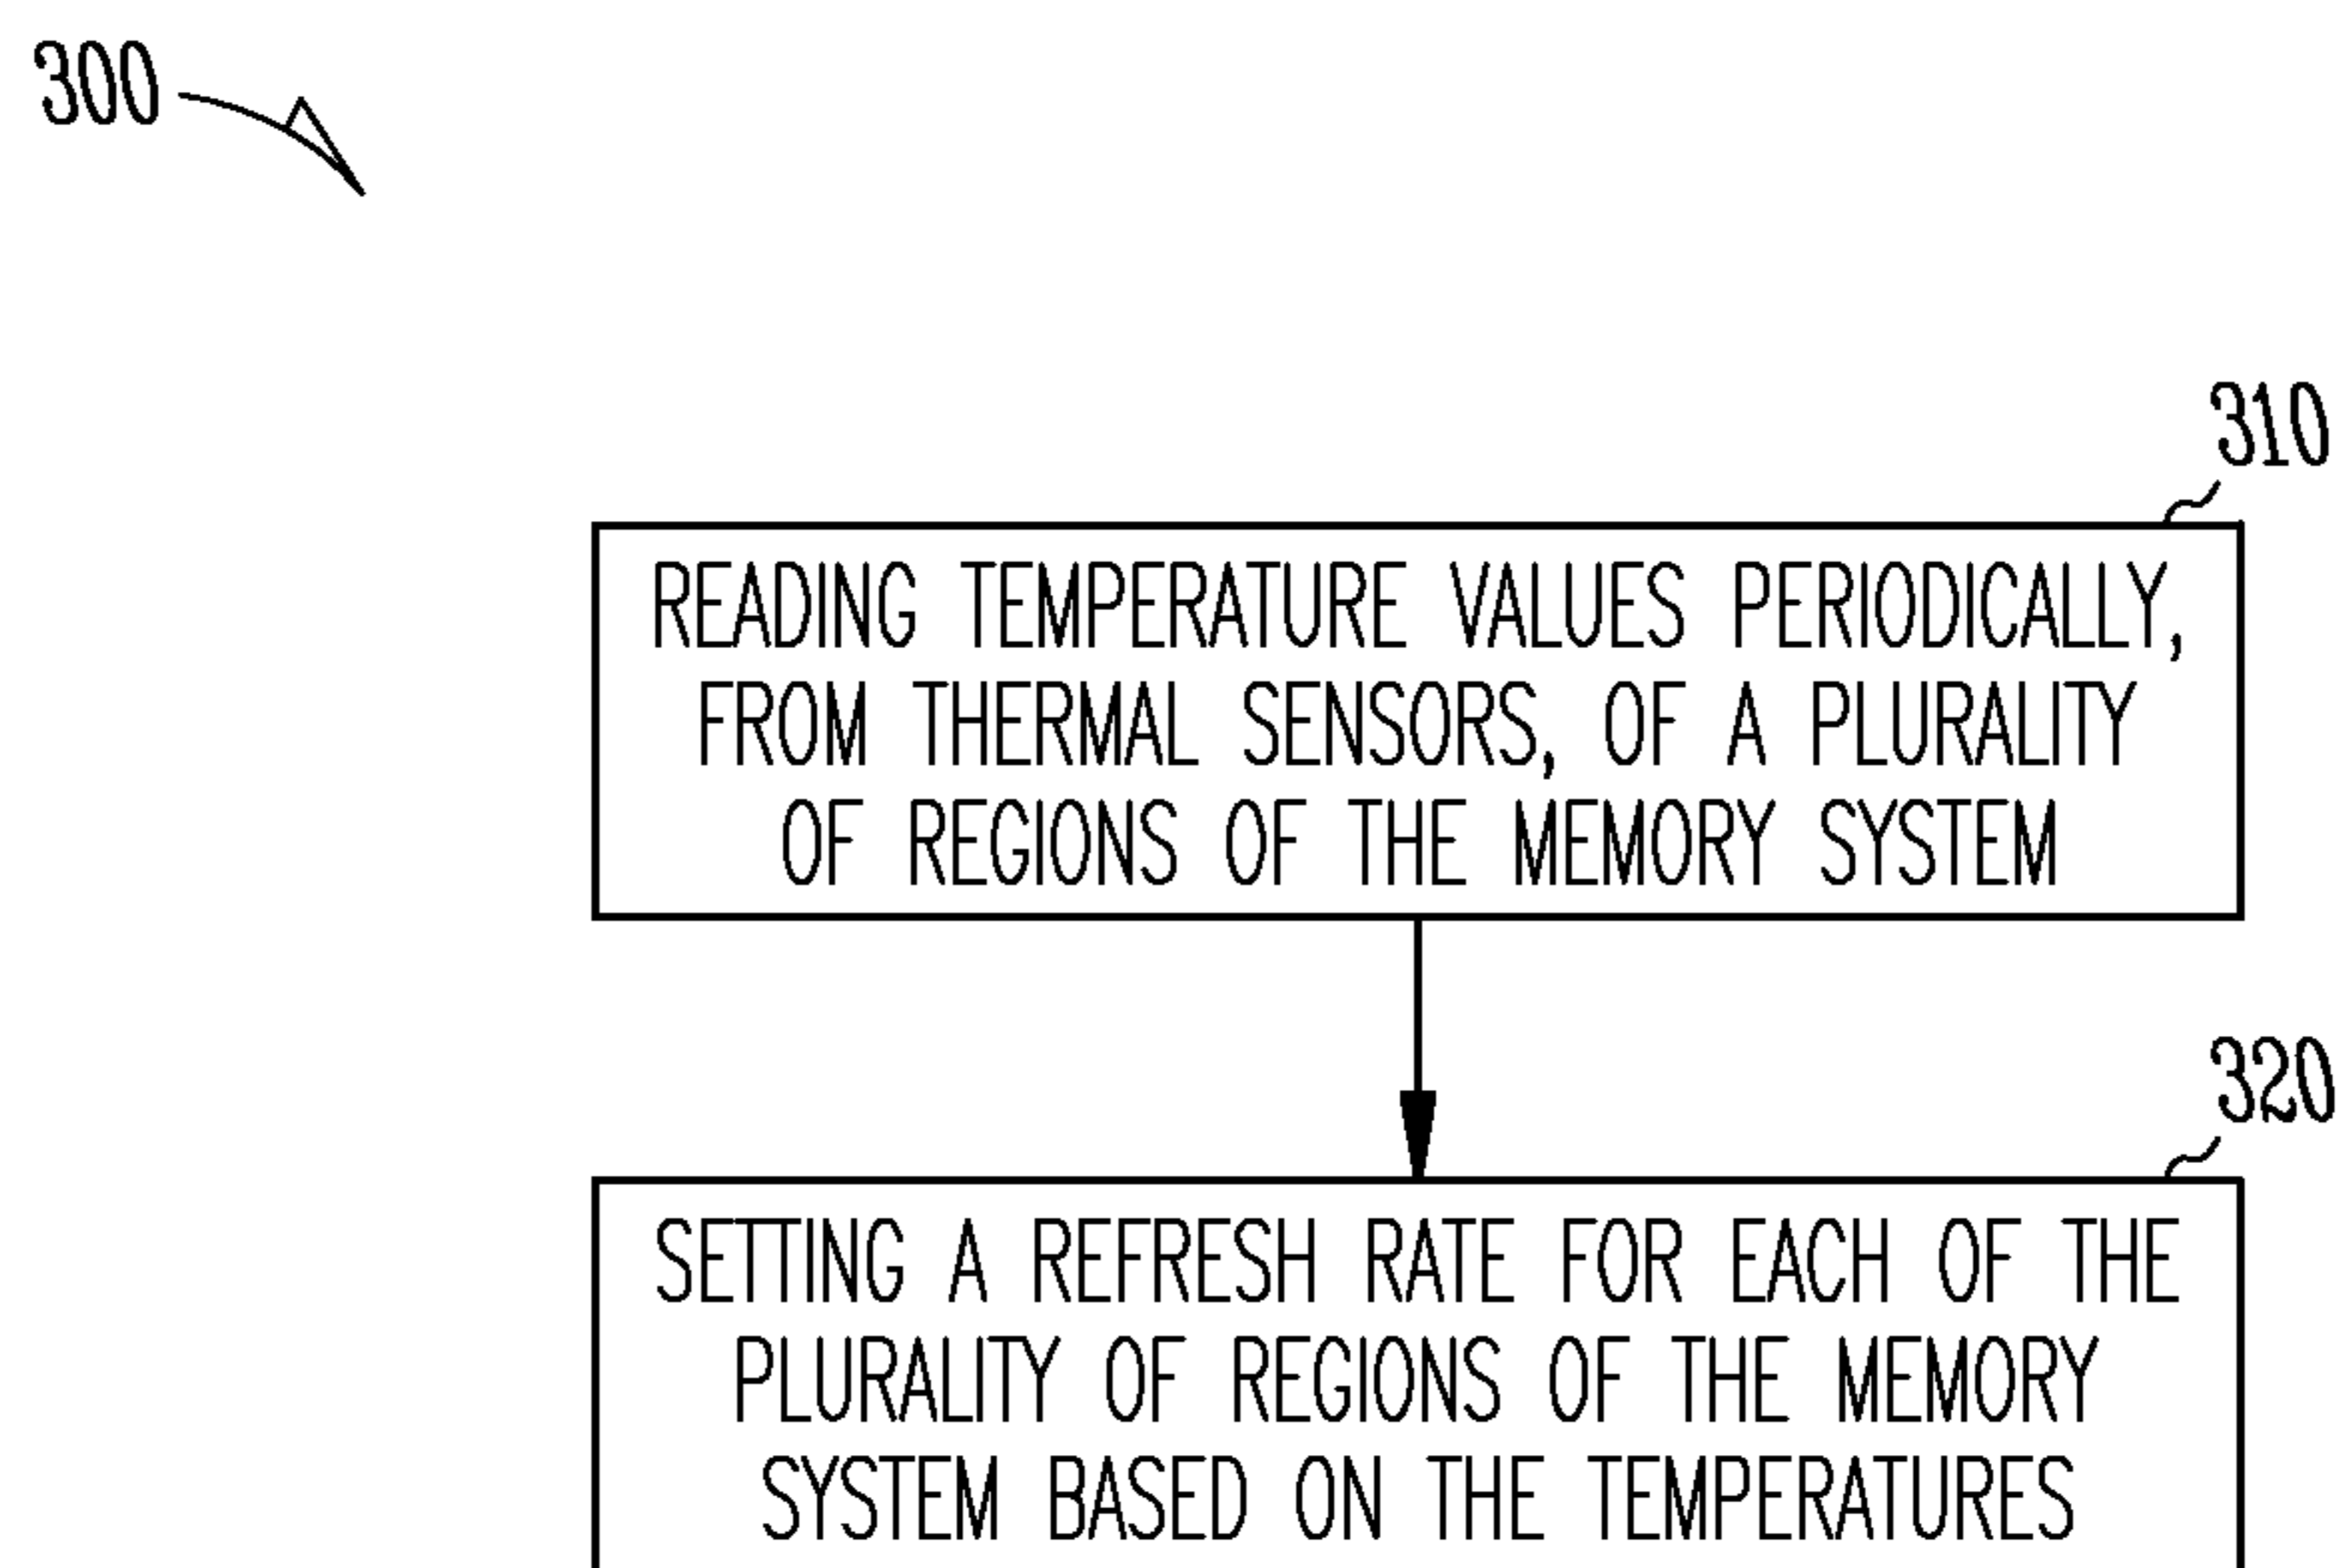 300
310
READING TEMPERATURE VALUES PERIODICALLY,
FROM THERMAL SENSORS, OF A PLURALITY
OF REGIONS OF THE MEMORY SYSTEM
320
SETTING A REFRESH RATE FOR EACH OF THE
PLURALITY OF REGIONS OF THE MEMORY
SYSTEM BASED ON THE TEMPERATURES